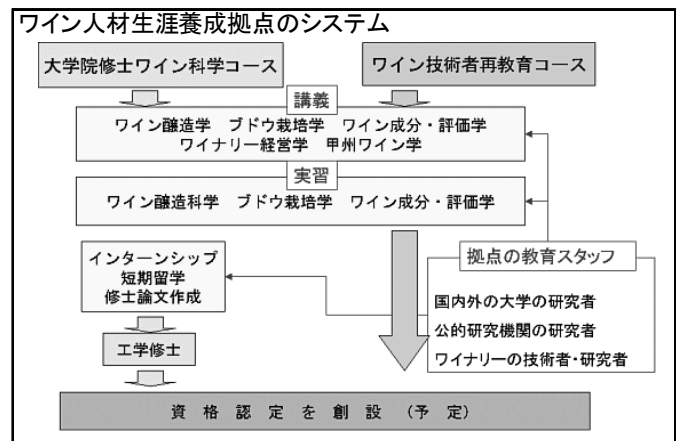 ワイン人材生涯養成拠点のシステム
大学院修士ワイン科学コース
ワイン技術者再教育コース
講義
ワイン醸造学 ブドウ栽培学 ワイン成分・評価学
ワイナリー経営学 甲州ワイン学
実習
ワイン醸造科学 ブドウ栽培学 ワイン成分・評価学
インターンシップ
短期留学
修士論文作成
拠点の教育スタッフ
国内外の大学の研究者
公的研究機関の研究者
ワイナリーの技術者・研究者
工学修士
資格認定を創設(予定)